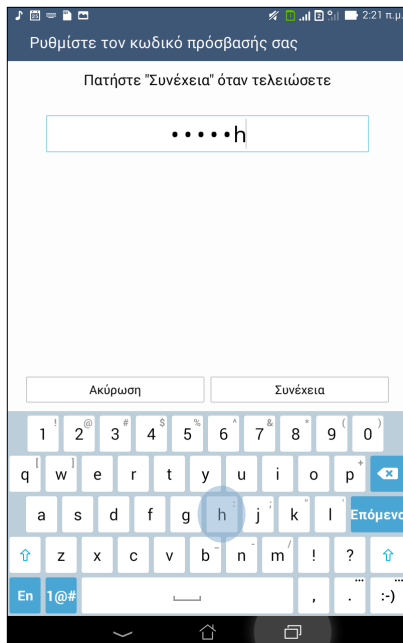 2:21 π.μ.
Ρυθμίστε τον κωδικό πρόσβασής σας
Πατήστε "Συνέχεια" όταν τελειώσετε
•••••h
Ακύρωση Συνέχεια
1 ! 2 @ 3 # 4 $ 5 % 6 ^ 7 & 8 * 9 ( 0 )
q [ w ] e r t y u i o p +
a s d f g h : j ; k " l ' Επόμενο
z x c v b _ n - m / ! ?
En 1@# , . ... :-) ...